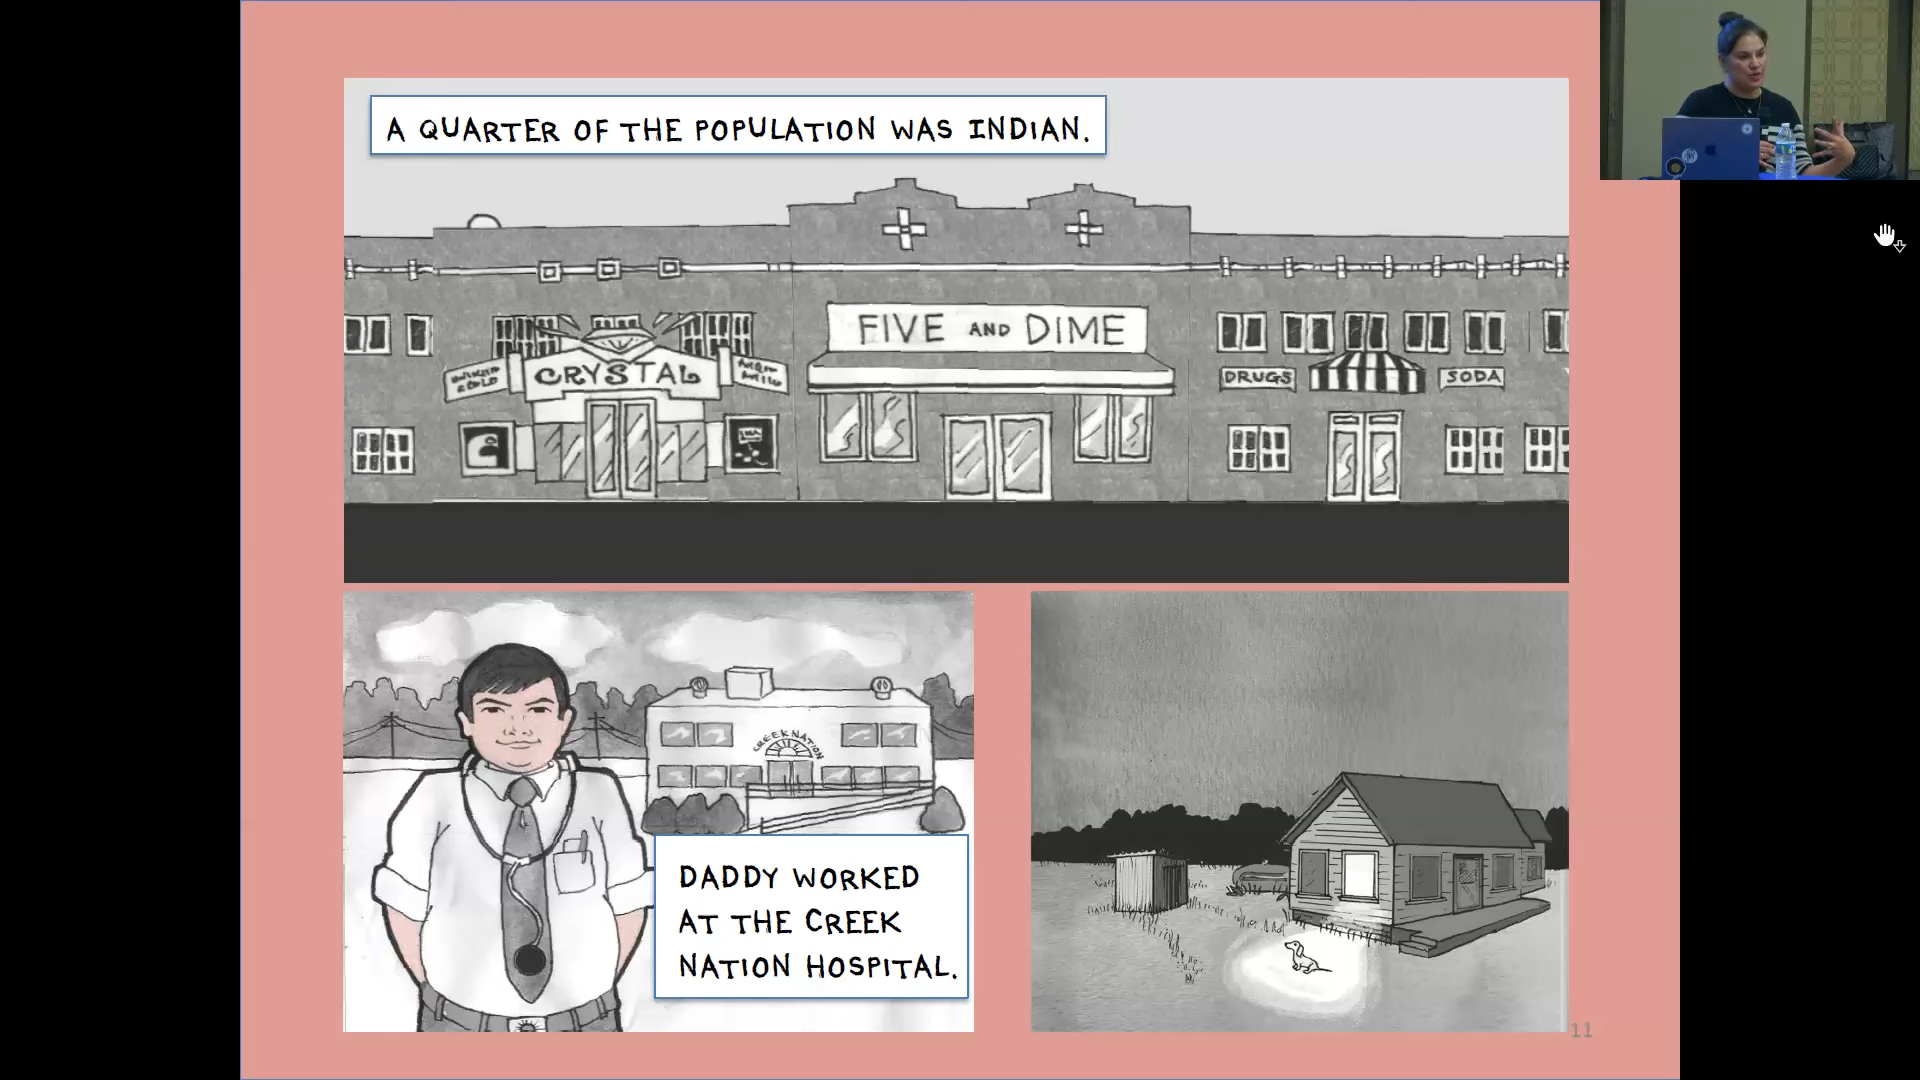 A QUARTER OF THE POPULATION WAS INDIAN.
CRYSTAL
FIVE AND DIME
DRUGS
SODA
CREEK NATION
DADDY WORKED
AT THE CREEK
NATION HOSPITAL.
11